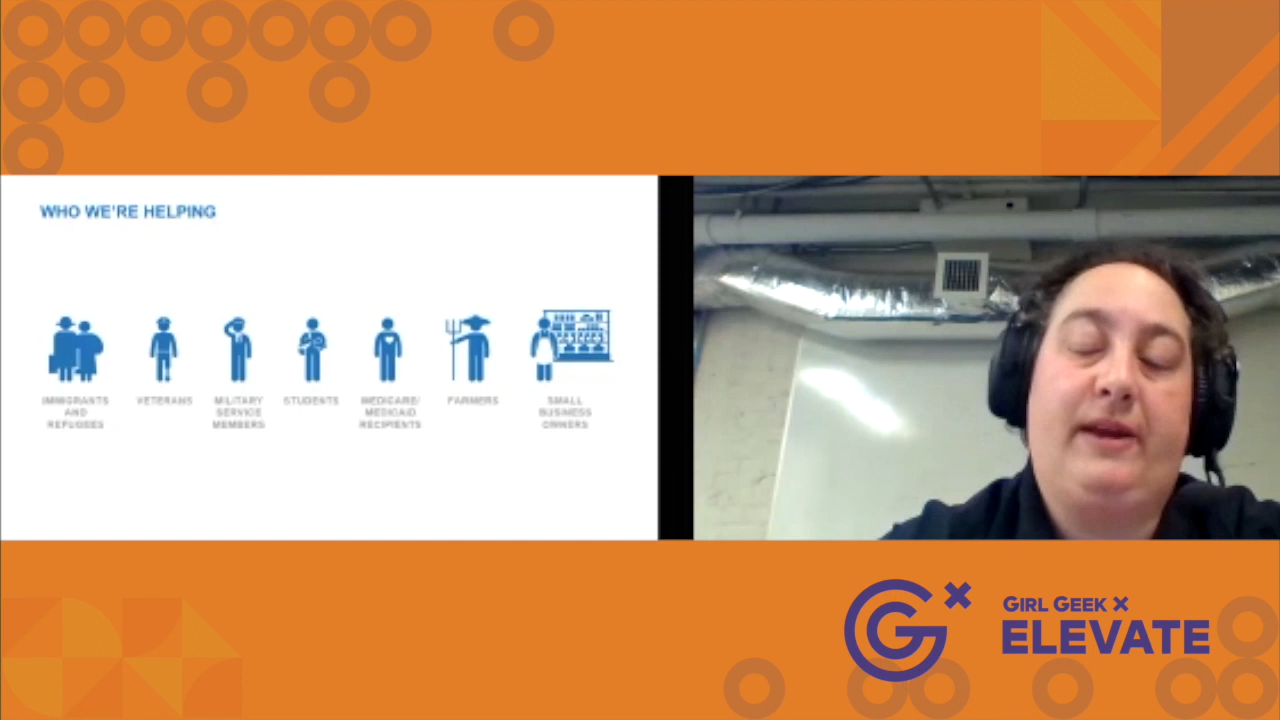 WHO WE'RE HELPING
IMMIGRANTS
AND
REFUGEES
VETERANS
MILITARY
SERVICE
MEMBERS
STUDENTS
MEDICARE/
MEDICAID
RECIPIENTS
FARMERS
SMALL
BUSINESS
OWNERS
GIRL GEEK X
ELEVATE